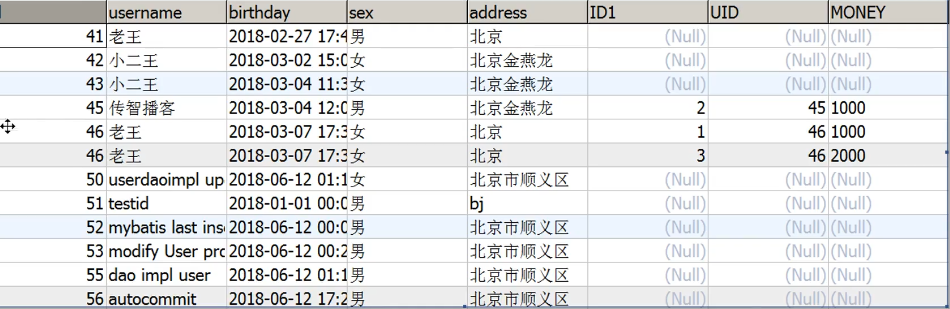 username birthday sex address ID1 UID MONEY
41 老王 2018-02-27 17:4 男 北京 (Null) (Null) (Null)
42 小二王 2018-03-02 15:0 女 北京金燕龙 (Null) (Null) (Null)
43 小二王 2018-03-04 11:3 女 北京金燕龙 (Null) (Null) (Null)
45 传智播客 2018-03-04 12:0 男 北京金燕龙 2 45 1000
46 老王 2018-03-07 17:3 女 北京 1 46 1000
46 老王 2018-03-07 17:3 女 北京 3 46 2000
50 userdaoimpl up 2018-06-12 01:1 女 北京市顺义区 (Null) (Null) (Null)
51 testid 2018-01-01 00:0 男 bj (Null) (Null) (Null)
52 mybatis last inse 2018-06-12 00:0 男 北京市顺义区 (Null) (Null) (Null)
53 modify User pro 2018-06-12 00:2 男 北京市顺义区 (Null) (Null) (Null)
55 dao impl user 2018-06-12 01:1 男 北京市顺义区 (Null) (Null) (Null)
56 autocommit 2018-06-12 17:2 男 北京市顺义区 (Null) (Null) (Null)